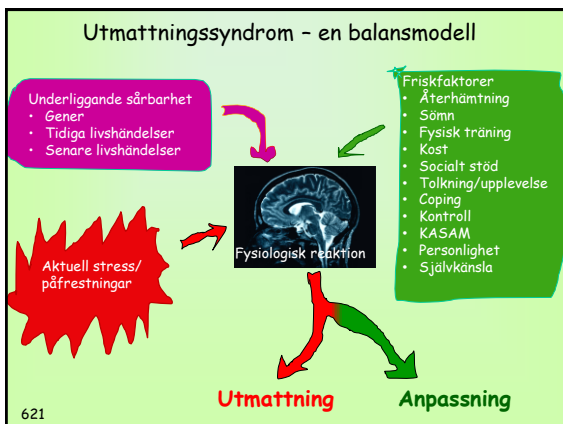 Utmattningssyndrom – en balansmodell
Underliggande sårbarhet
• Gener
• Tidiga livshändelser
• Senare livshändelser
Friskfaktorer
• Återhämtning
• Sömn
• Fysisk träning
• Kost
• Socialt stöd
• Tolkning/upplevelse
• Coping
• Kontroll
• KASAM
• Personlighet
• Självkänsla
Aktuell stress/
påfrestningar
Fysiologisk reaktion
Utmattning
Anpassning
621